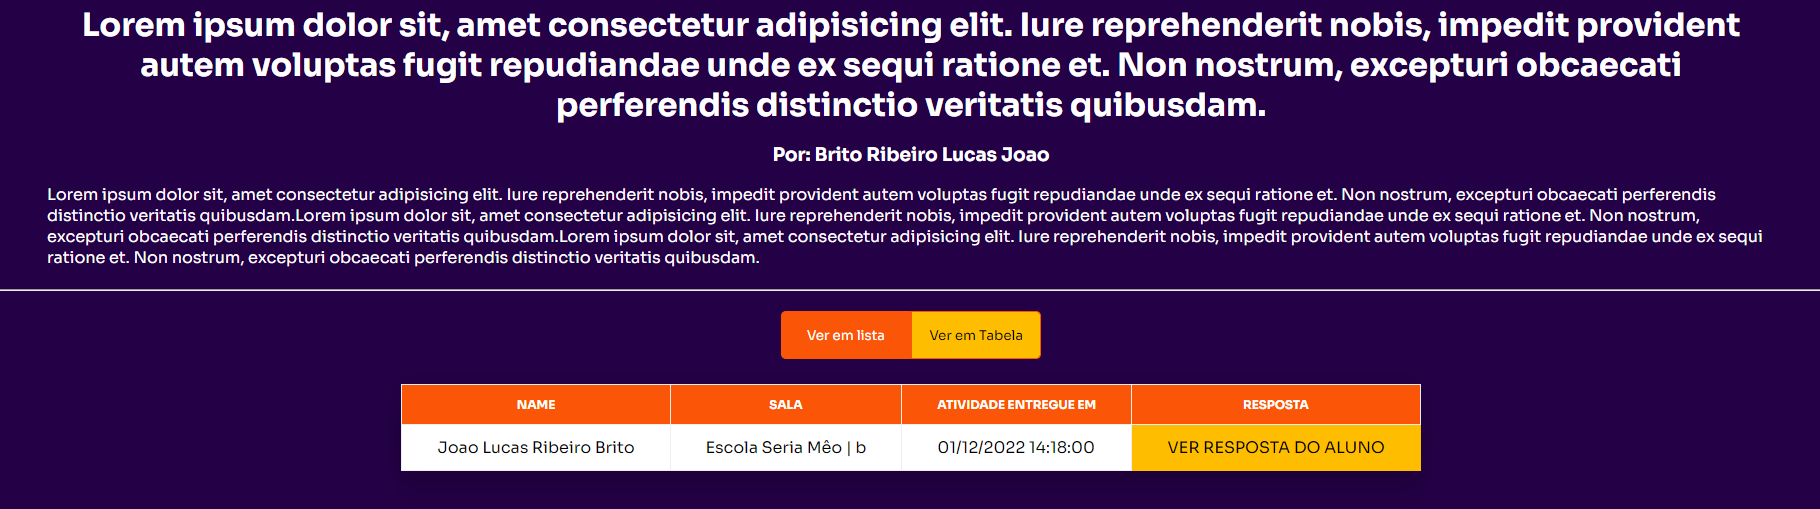 Lorem ipsum dolor sit, amet consectetur adipisicing elit. Iure reprehenderit nobis, impedit provident
autem voluptas fugit repudiandae unde ex sequi ratione et. Non nostrum, excepturi obcaecati
perferendis distinctio veritatis quibusdam.
Por: Brito Ribeiro Lucas Joao
Lorem ipsum dolor sit, amet consectetur adipisicing elit. Iure reprehenderit nobis, impedit provident autem voluptas fugit repudiandae unde ex sequi ratione et. Non nostrum, excepturi obcaecati perferendis
distinctio veritatis quibusdam.Lorem ipsum dolor sit, amet consectetur adipisicing elit. Iure reprehenderit nobis, impedit provident autem voluptas fugit repudiandae unde ex sequi ratione et. Non nostrum,
excepturi obcaecati perferendis distinctio veritatis quibusdam.Lorem ipsum dolor sit, amet consectetur adipisicing elit. Iure reprehenderit nobis, impedit provident autem voluptas fugit repudiandae unde ex sequi
ratione et. Non nostrum, excepturi obcaecati perferendis distinctio veritatis quibusdam.
Ver em lista Ver em Tabela
NAME SALA ATIVIDADE ENTREGUE EM RESPOSTA
Joao Lucas Ribeiro Brito Escola Seria Mêo | b 01/12/2022 14:18:00 VER RESPOSTA DO ALUNO